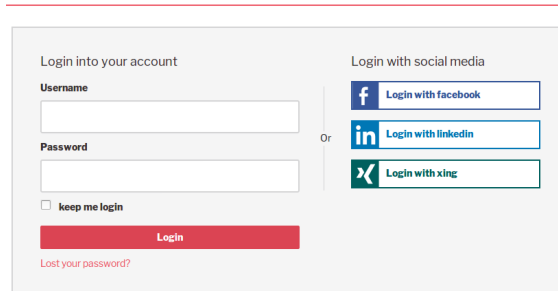 Login into your account
Username
Password
keep me login
Login
Lost your password?
Or
Login with social media
f Login with facebook
in Login with linkedin
Login with xing